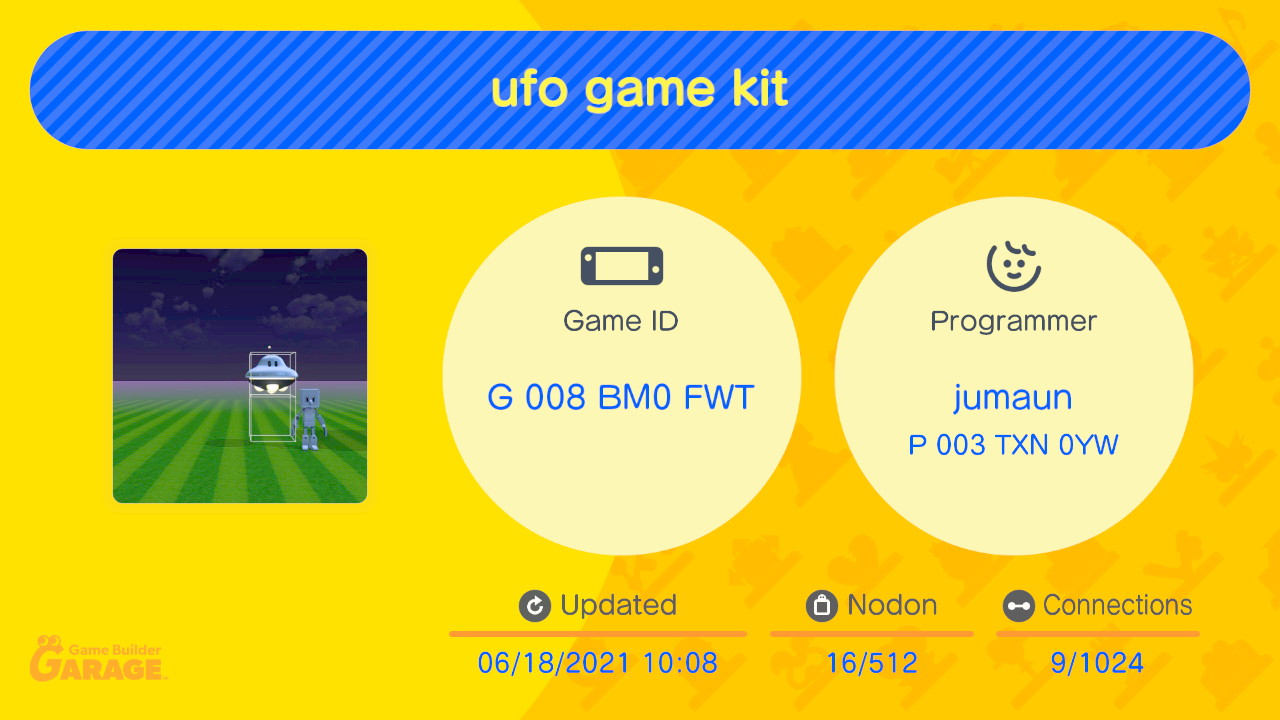 ufo game kit
Game ID
G 008 BM0 FWT
Programmer
jumaun
P 003 TXN 0YW
Updated
06/18/2021 10:08
Nodon
16/512
Connections
9/1024
Game Builder
GARAGE